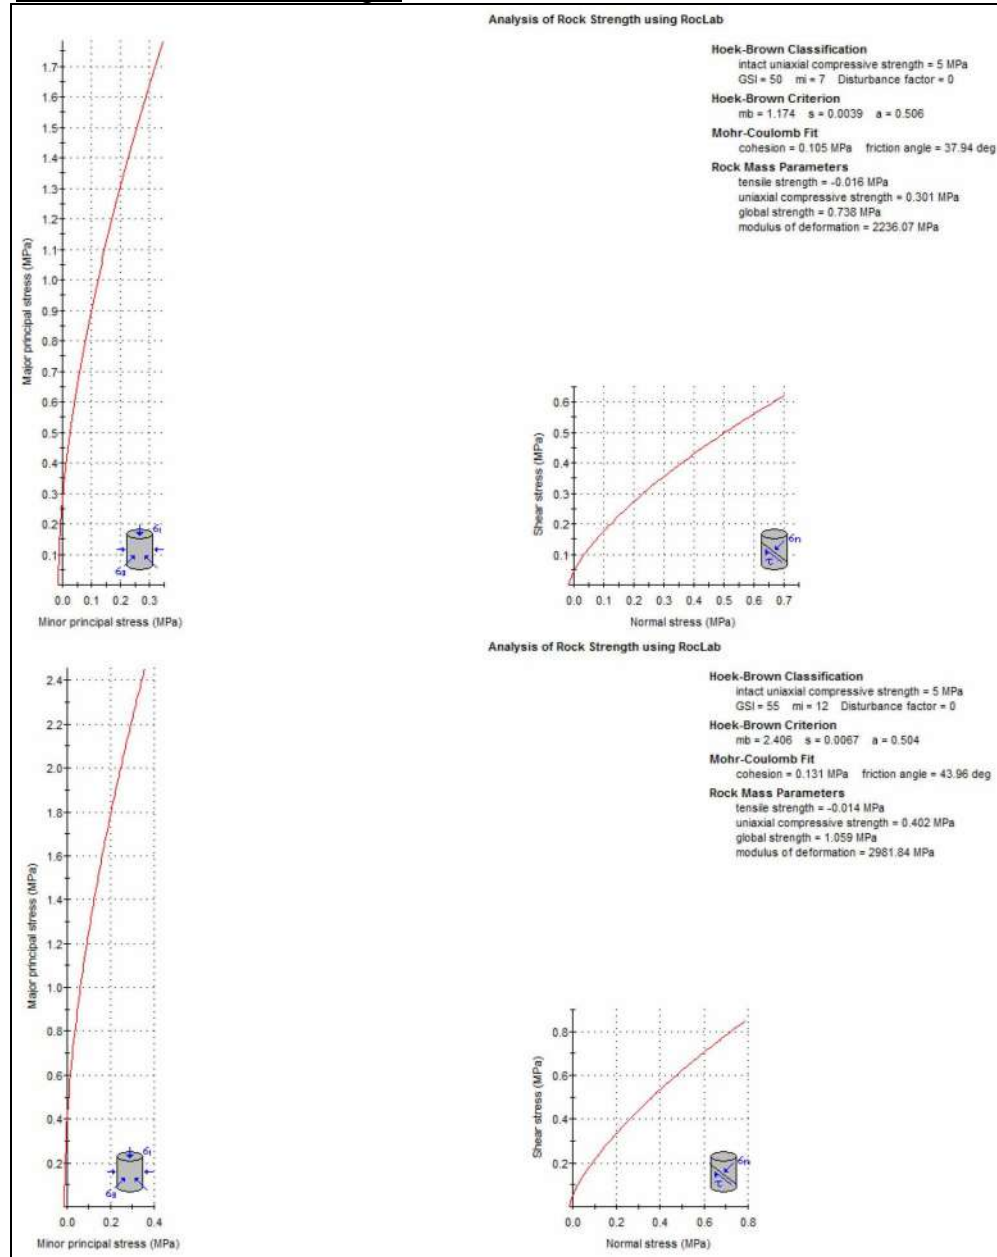 Analysis of Rock Strength using RocLab
Hoek-Brown Classification
intact uniaxial compressive strength = 5 MPa
GSI = 50 mi = 7 Disturbance factor = 0
Hoek-Brown Criterion
mb = 1.174 s = 0.0039 a = 0.506
Mohr-Coulomb Fit
cohesion = 0.105 MPa friction angle = 37.94 deg
Rock Mass Parameters
tensile strength = -0.016 MPa
uniaxial compressive strength = 0.301 MPa
global strength = 0.738 MPa
modulus of deformation = 2236.07 MPa
Major principal stress (MPa)
1.7
1.6
1.5
1.4
1.3
1.2
1.1
1.0
0.9
0.8
0.7
0.6
0.5
0.4
0.3
0.2
0.1
σ1
σ3
0.0 0.1 0.2 0.3
Minor principal stress (MPa)
Shear stress (MPa)
0.6
0.5
0.4
0.3
0.2
0.1
σn
τ
0.0 0.1 0.2 0.3 0.4 0.5 0.6 0.7
Normal stress (MPa)
Analysis of Rock Strength using RocLab
Hoek-Brown Classification
intact uniaxial compressive strength = 5 MPa
GSI = 55 mi = 12 Disturbance factor = 0
Hoek-Brown Criterion
mb = 2.406 s = 0.0067 a = 0.504
Mohr-Coulomb Fit
cohesion = 0.131 MPa friction angle = 43.96 deg
Rock Mass Parameters
tensile strength = -0.014 MPa
uniaxial compressive strength = 0.402 MPa
global strength = 1.059 MPa
modulus of deformation = 2981.84 MPa
Major principal stress (MPa)
2.4
2.2
2.0
1.8
1.6
1.4
1.2
1.0
0.8
0.6
0.4
0.2
σ1
σ3
0.0 0.2 0.4
Minor principal stress (MPa)
Shear stress (MPa)
0.8
0.6
0.4
0.2
σn
τ
0.0 0.2 0.4 0.6 0.8
Normal stress (MPa)